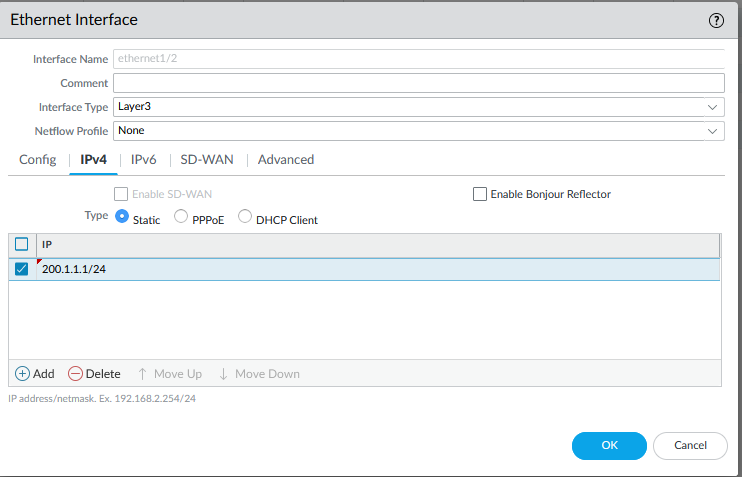 Ethernet Interface
Interface Name ethernet1/2
Comment
Interface Type Layer3
Netflow Profile None
Config IPv4 IPv6 SD-WAN Advanced
Enable SD-WAN Enable Bonjour Reflector
Type Static PPPoE DHCP Client
IP
200.1.1.1/24
Add Delete Move Up Move Down
IP address/netmask. Ex. 192.168.2.254/24
OK Cancel